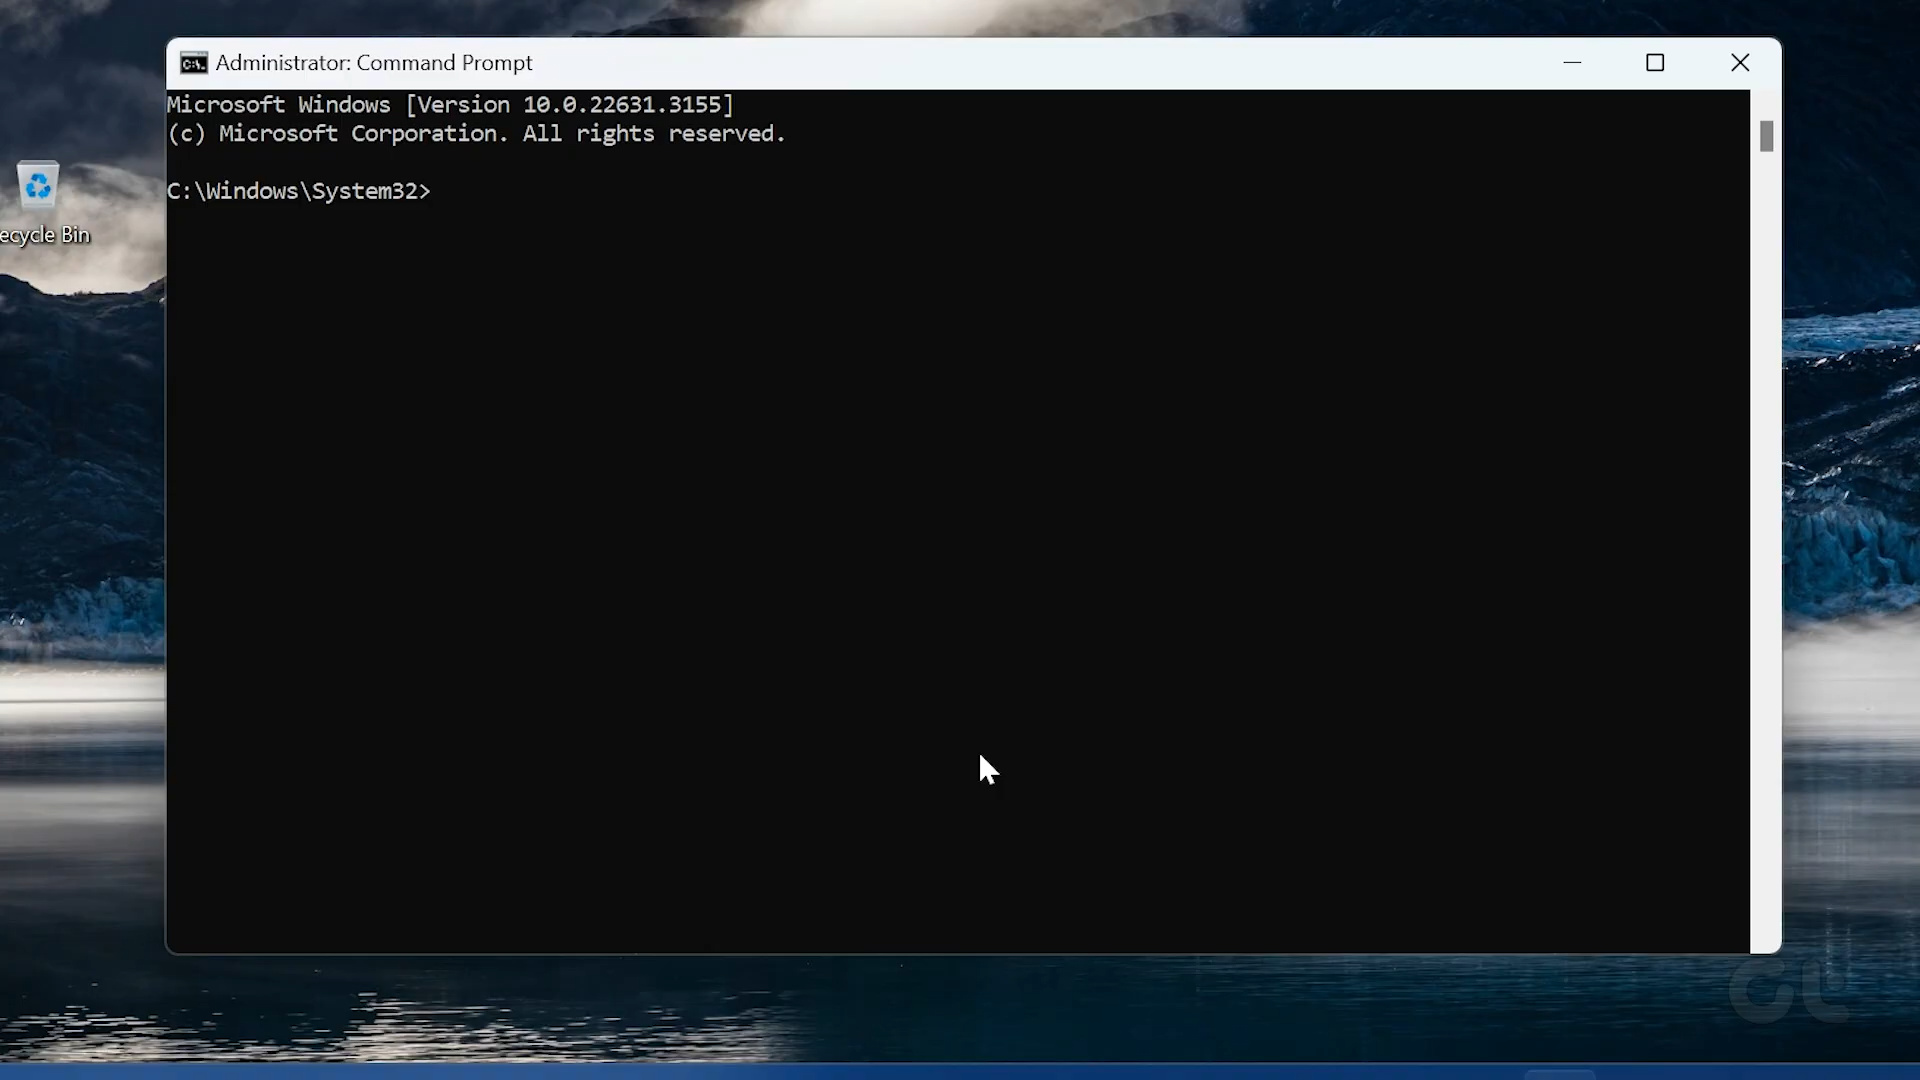 C:\. Administrator: Command Prompt
Microsoft Windows [Version 10.0.22631.3155]
(c) Microsoft Corporation. All rights reserved.
C:\Windows\System32>
ecycle Bin
GL